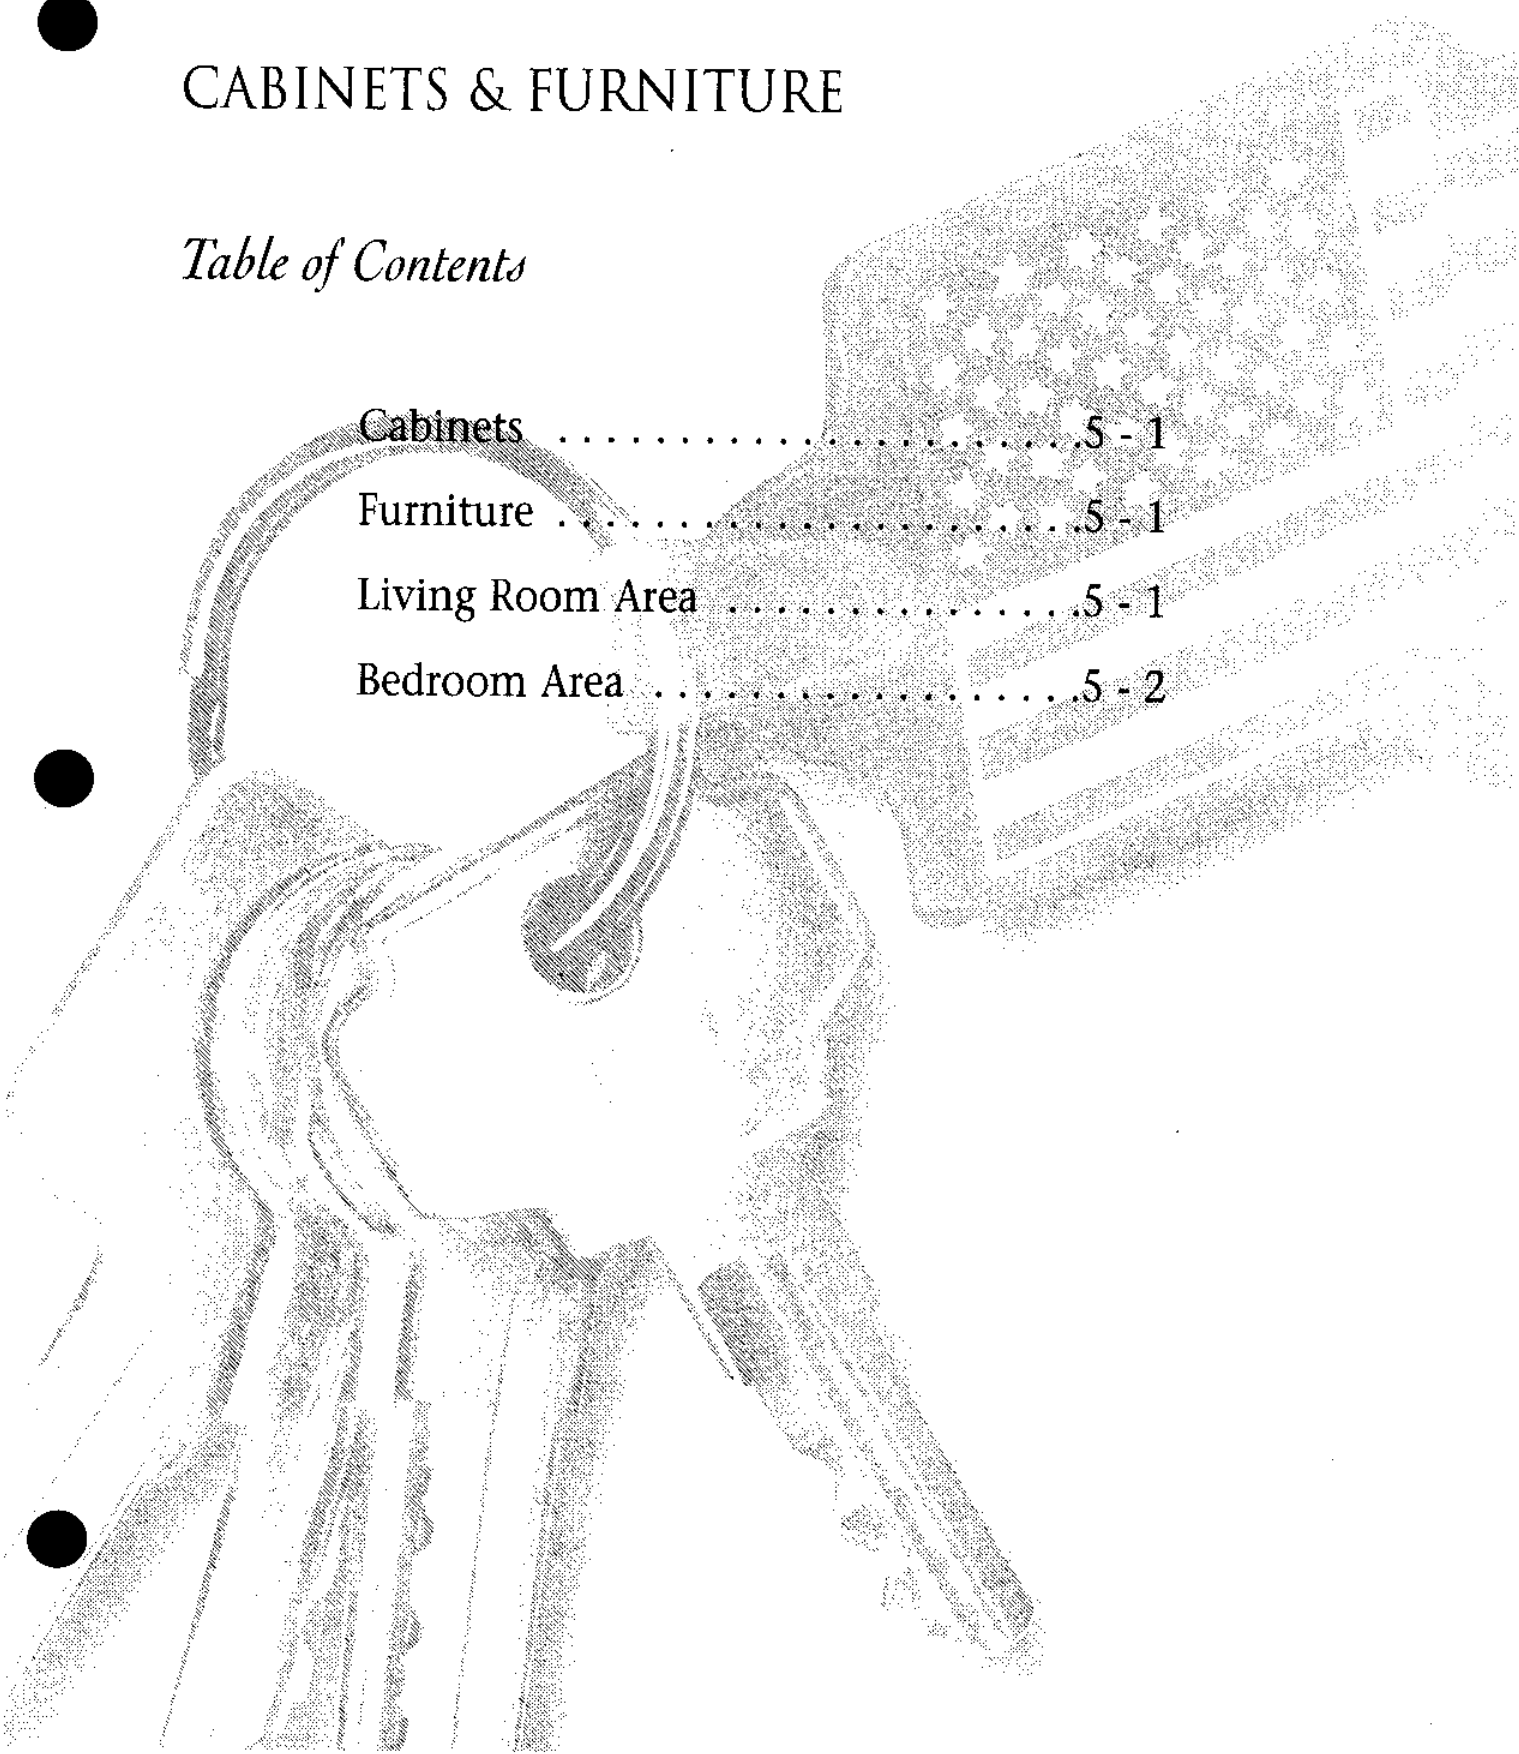 CABINETS & FURNITURE
Table of Contents
Cabinets . . . . . . . . . . . . . . . . . . . . . .5 - 1
Furniture . . . . . . . . . . . . . . . . . . . . . .5 - 1
Living Room Area . . . . . . . . . . . . . . .5 - 1
Bedroom Area . . . . . . . . . . . . . . . . . .5 - 2